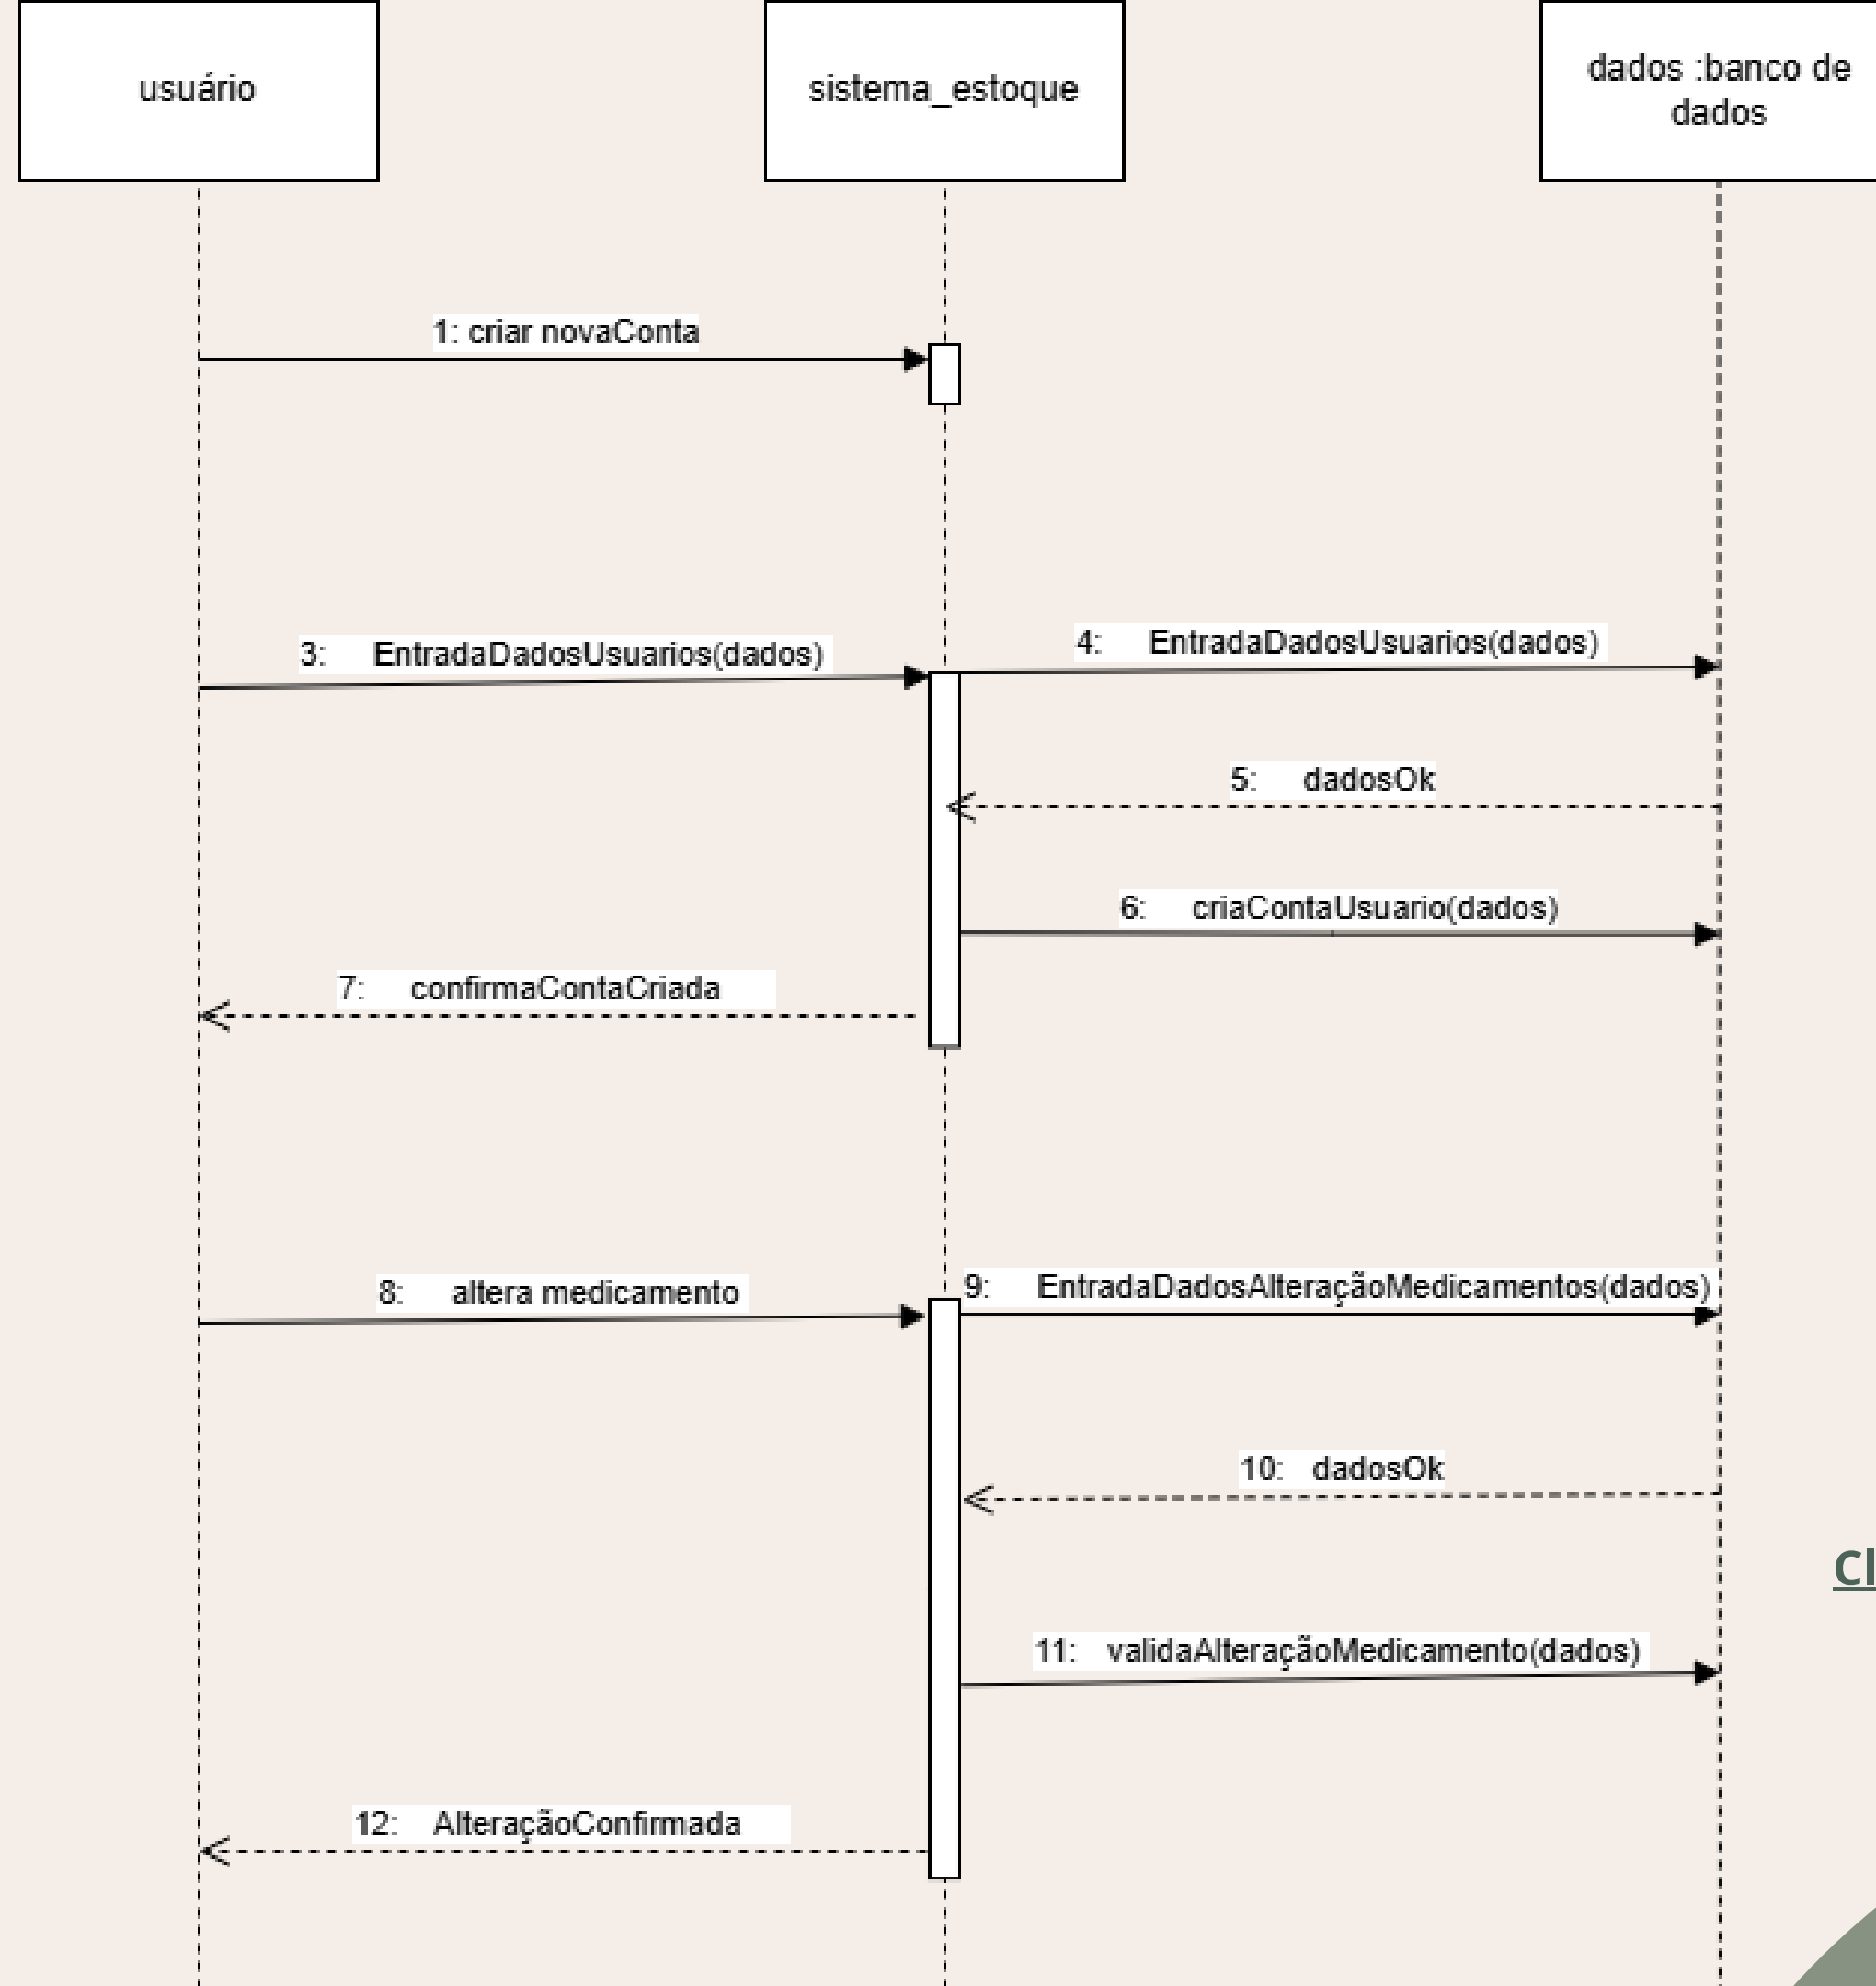 usuário
sistema_estoque
dados :banco de
dados
1: criar novaConta
3: EntradaDadosUsuarios(dados)
4: EntradaDadosUsuarios(dados)
5: dadosOk
6: criaContaUsuario(dados)
7: confirmaContaCriada
8: altera medicamento
9: EntradaDadosAlteraçãoMedicamentos(dados)
10: dadosOk
11: validaAlteraçãoMedicamento(dados)
12: AlteraçãoConfirmada